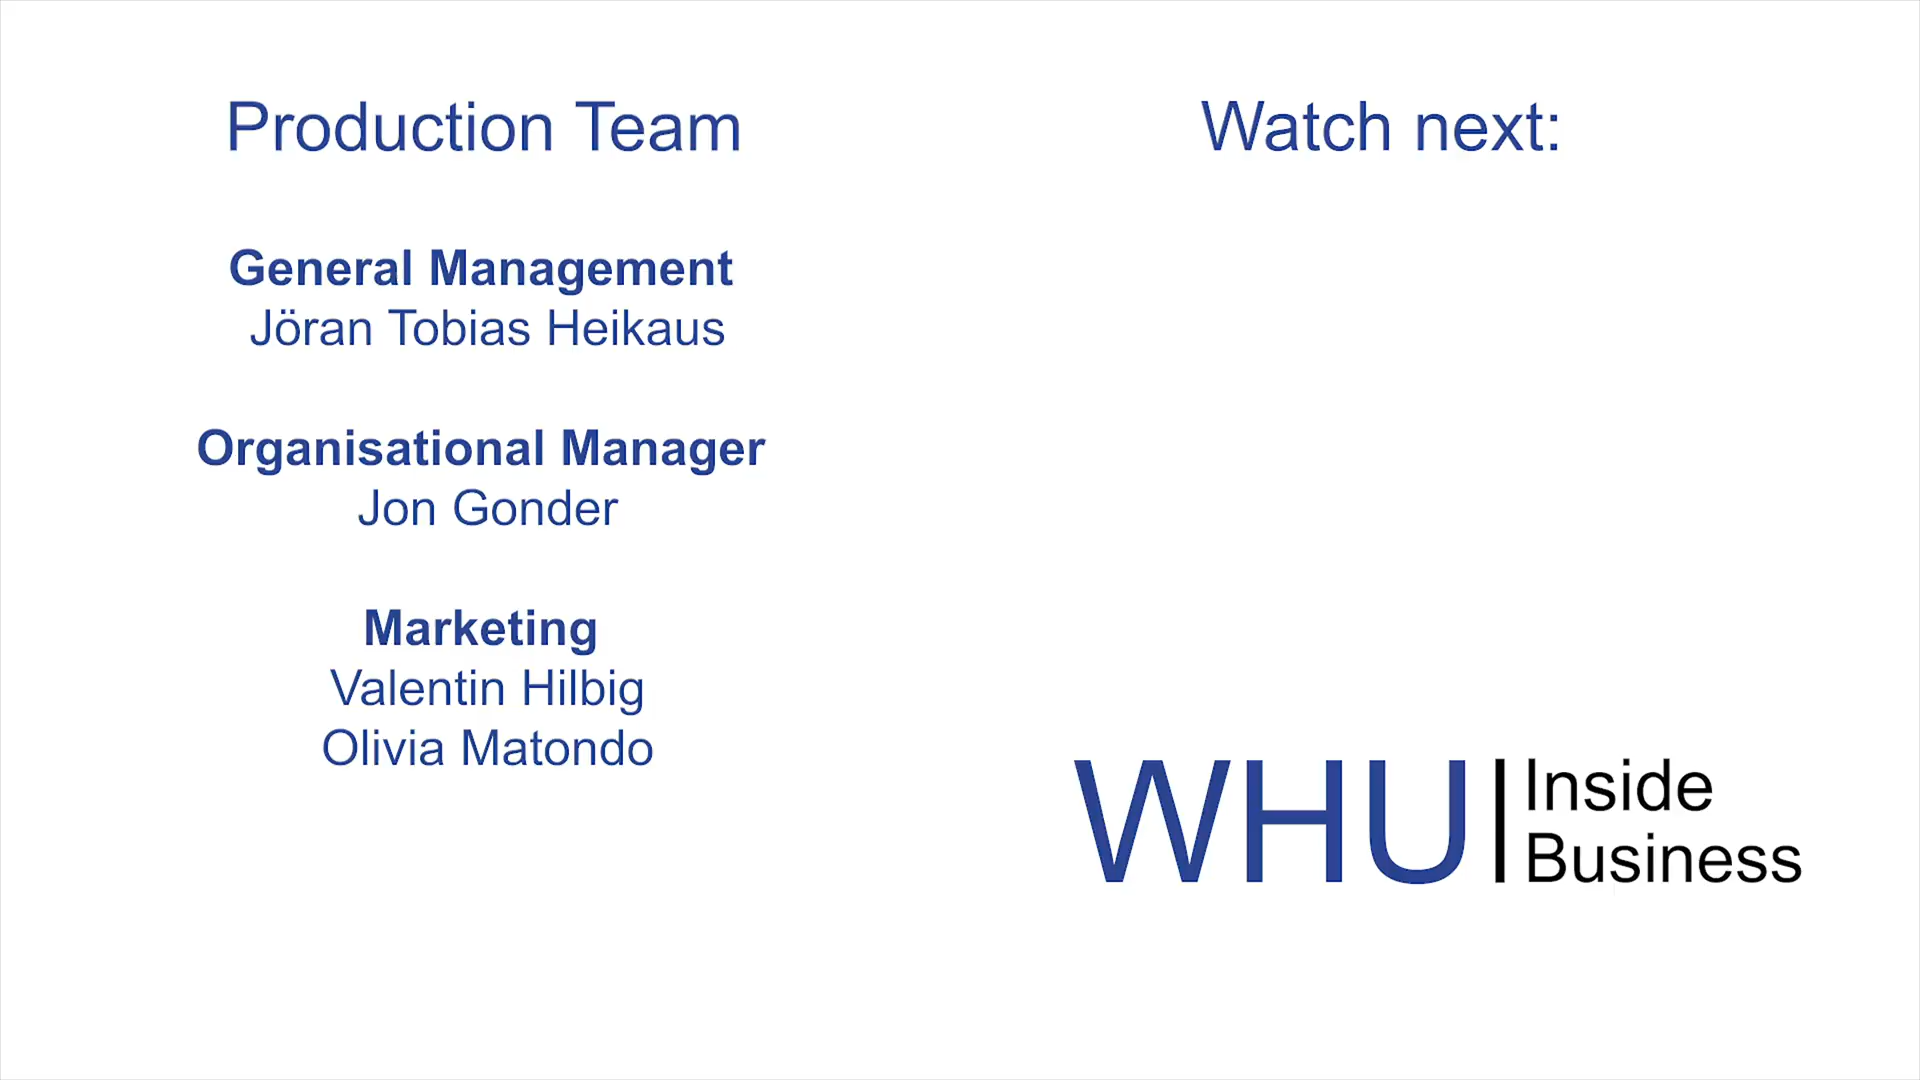 Production Team
General Management
Jöran Tobias Heikaus
Organisational Manager
Jon Gonder
Marketing
Valentin Hilbig
Olivia Matondo
Watch next:
WHU
Inside
Business